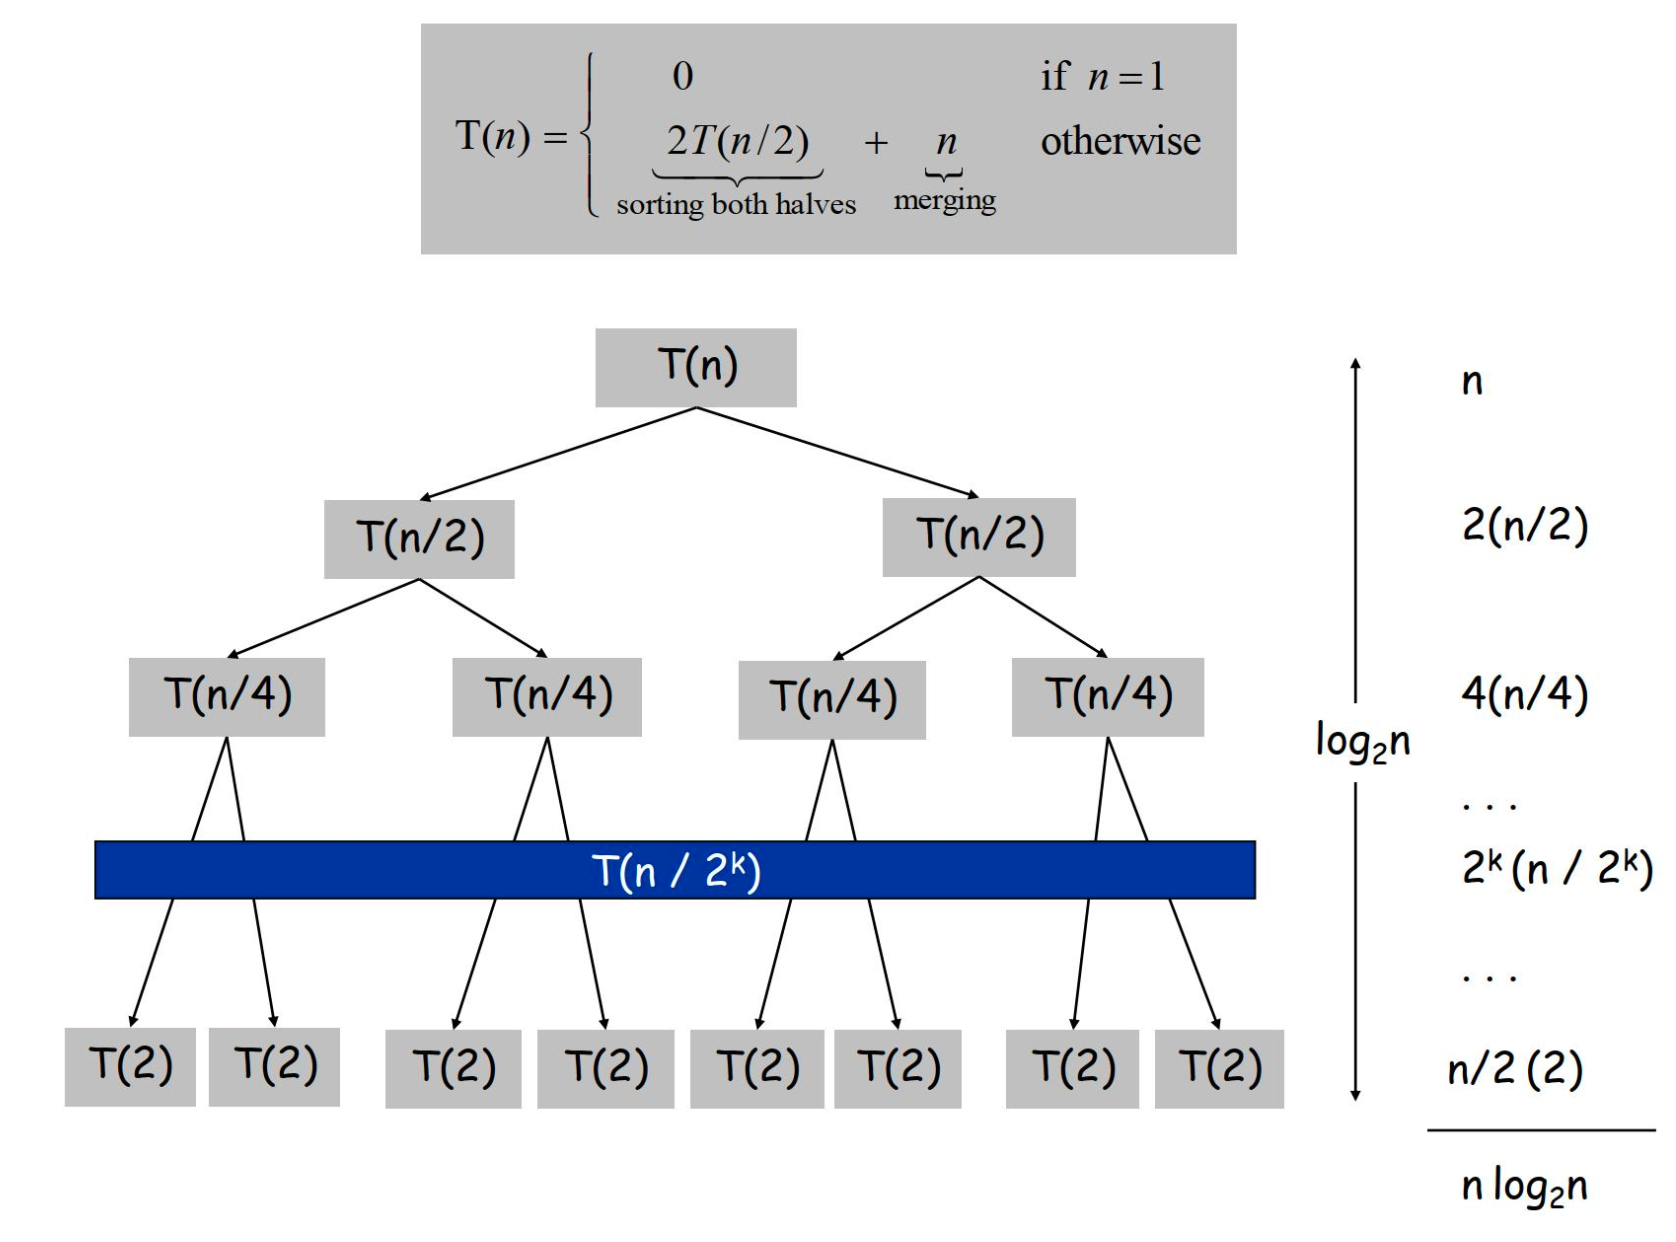 0 if n = 1
T(n) = { 2T(n/2) + n otherwise
sorting both halves merging
T(n) n
T(n/2) T(n/2) 2(n/2)
T(n/4) T(n/4) T(n/4) T(n/4) 4(n/4)
log₂n
. . .
T(n / 2ᵏ) 2ᵏ (n / 2ᵏ)
. . .
T(2) T(2) T(2) T(2) T(2) T(2) T(2) T(2) n/2 (2)
n log₂n